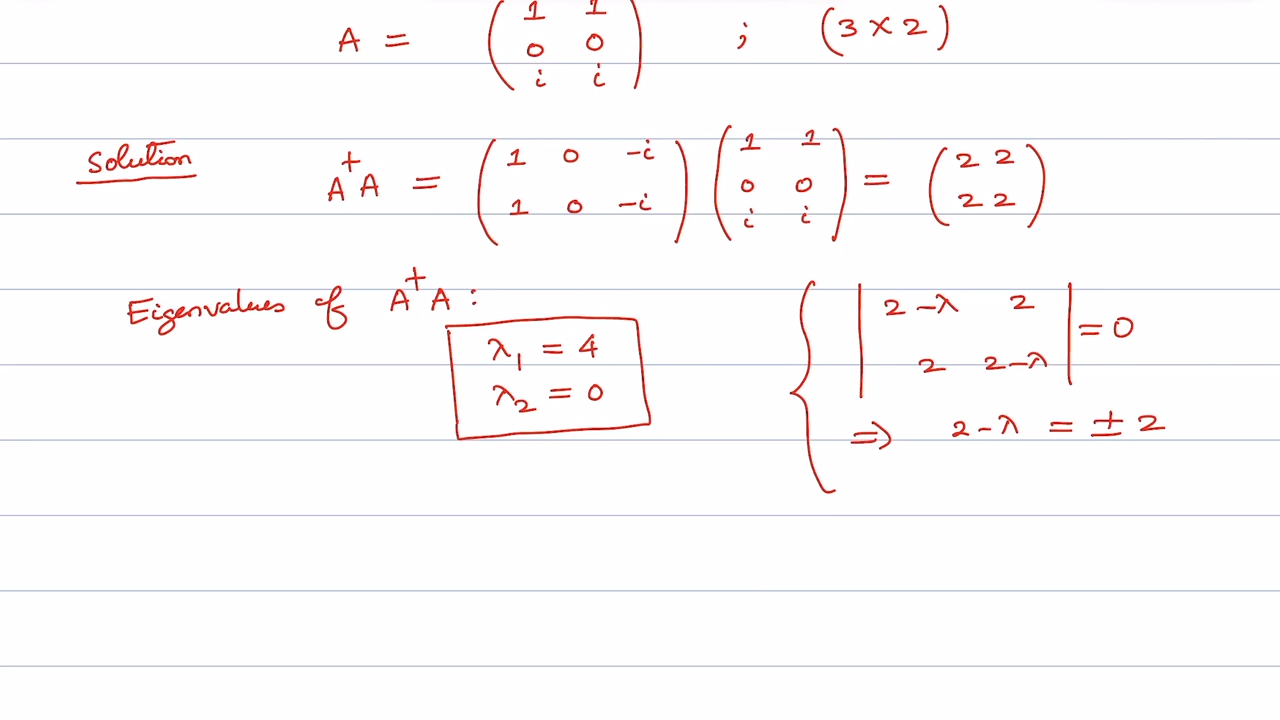 A = ( 1 1 ; (3 × 2)
0 0
i i )
Solution A⁺A = ( 1 0 -i ) ( 1 1 ) = ( 2 2 )
0 0
1 0 -i i i 2 2
Eigenvalues of A⁺A :
λ₁ = 4
λ₂ = 0
| 2-λ 2 | = 0
| 2 2-λ |
⇒ 2-λ = ± 2